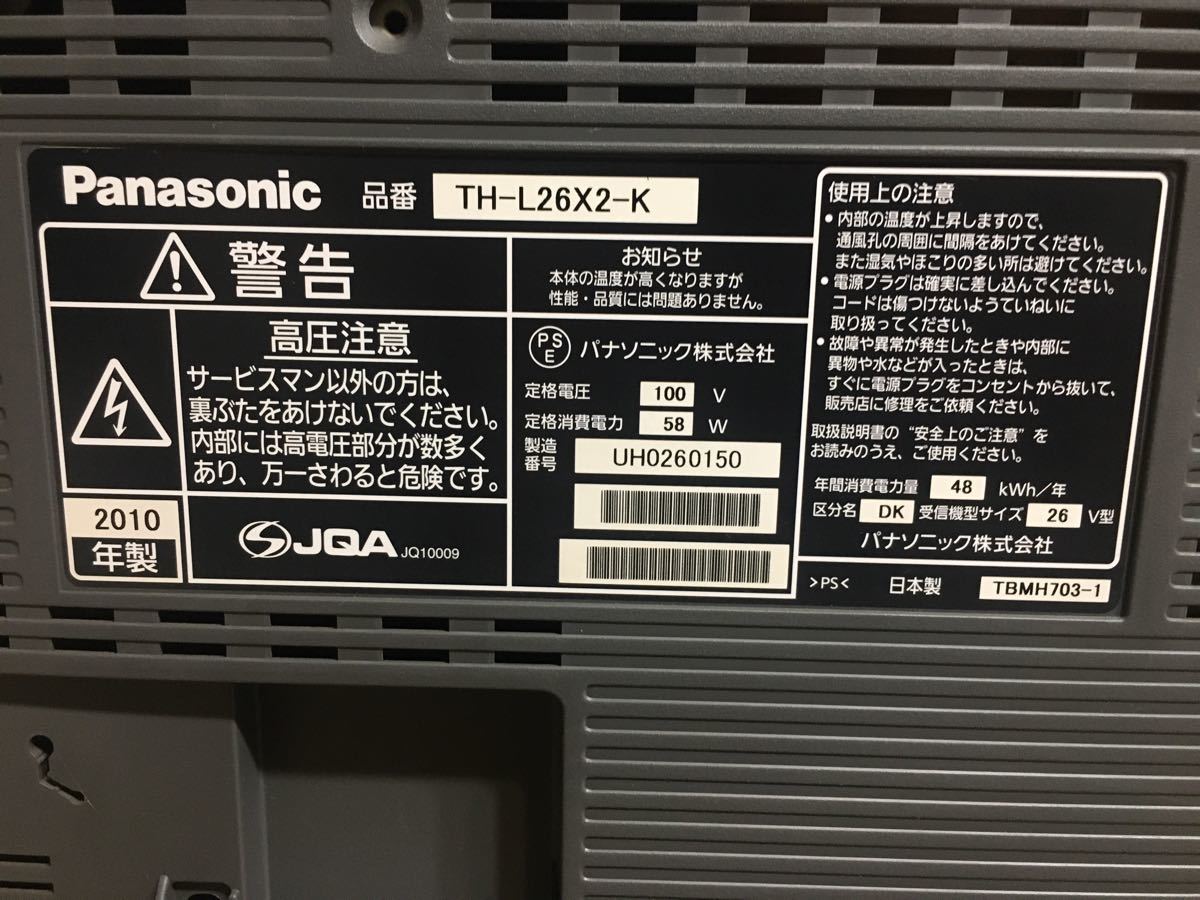 Panasonic 品番 TH-L26X2-K
警告
高圧注意
サービスマン以外の方は、
裏ぶたをあけないでください。
内部には高電圧部分が数多く
あり、万一さわると危険です。
2010
年製
JQA JQ10009
お知らせ
本体の温度が高くなりますが
性能・品質には問題ありません。
PS
E
パナソニック株式会社
定格電圧 100 V
定格消費電力 58 W
製造
番号
UH0260150
使用上の注意
●内部の温度が上昇しますので、
通風孔の周囲に間隔をあけてください。
また湿気やほこりの多い所は避けてください。
●電源プラグは確実に差し込んでください。
コードは傷つけないようていねいに
取り扱ってください。
●故障や異常が発生したときや内部に
異物や水などが入ったときは、
すぐに電源プラグをコンセントから抜いて、
販売店に修理をご依頼ください。
取扱説明書の“安全上のご注意”を
お読みのうえ、ご使用ください。
年間消費電力量 48 kWh/年
区分名 DK 受信機型サイズ 26 V型
パナソニック株式会社
>PS< 日本製 TBMH703-1